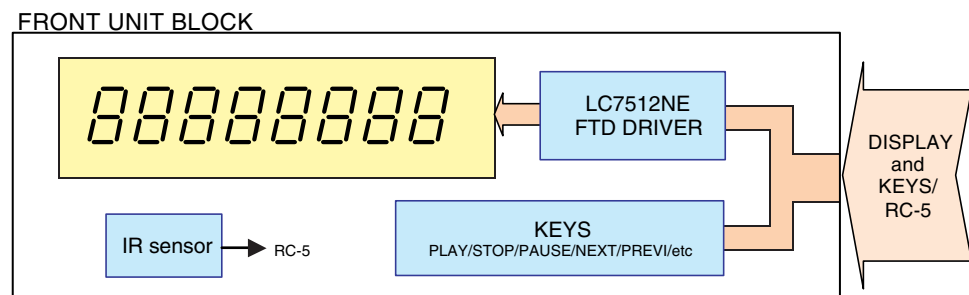 FRONT UNIT BLOCK
88888888
LC7512NE
FTD DRIVER
DISPLAY
and
KEYS/
RC-5
KEYS
PLAY/STOP/PAUSE/NEXT/PREVI/etc
IR sensor
RC-5